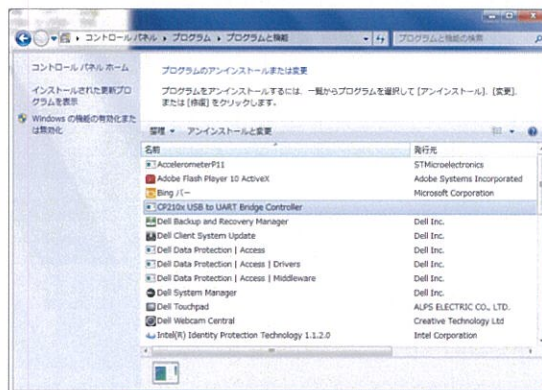 コントロール パネル ▸ プログラム ▸ プログラムと機能
プログラムと機能の検索
コントロール パネル ホーム
インストールされた更新プログラムを表示
Windows の機能の有効化または無効化
プログラムのアンインストールまたは変更
プログラムをアンインストールするには、一覧からプログラムを選択して [アンインストール]、[変更]、
または [修復] をクリックします。
整理 ▾ アンインストールと変更
名前 発行元
AccelerometerP11 STMicroelectronics
Adobe Flash Player 10 ActiveX Adobe Systems Incorporated
Bing バー Microsoft Corporation
CP210x USB to UART Bridge Controller
Dell Backup and Recovery Manager Dell Inc.
Dell Client System Update Dell Inc.
Dell Data Protection | Access Dell Inc.
Dell Data Protection | Access | Drivers Dell Inc.
Dell Data Protection | Access | Middleware Dell Inc.
Dell System Manager Dell Inc.
Dell Touchpad ALPS ELECTRIC CO., LTD.
Dell Webcam Central Creative Technology Ltd
Intel(R) Identity Protection Technology 1.1.2.0 Intel Corporation